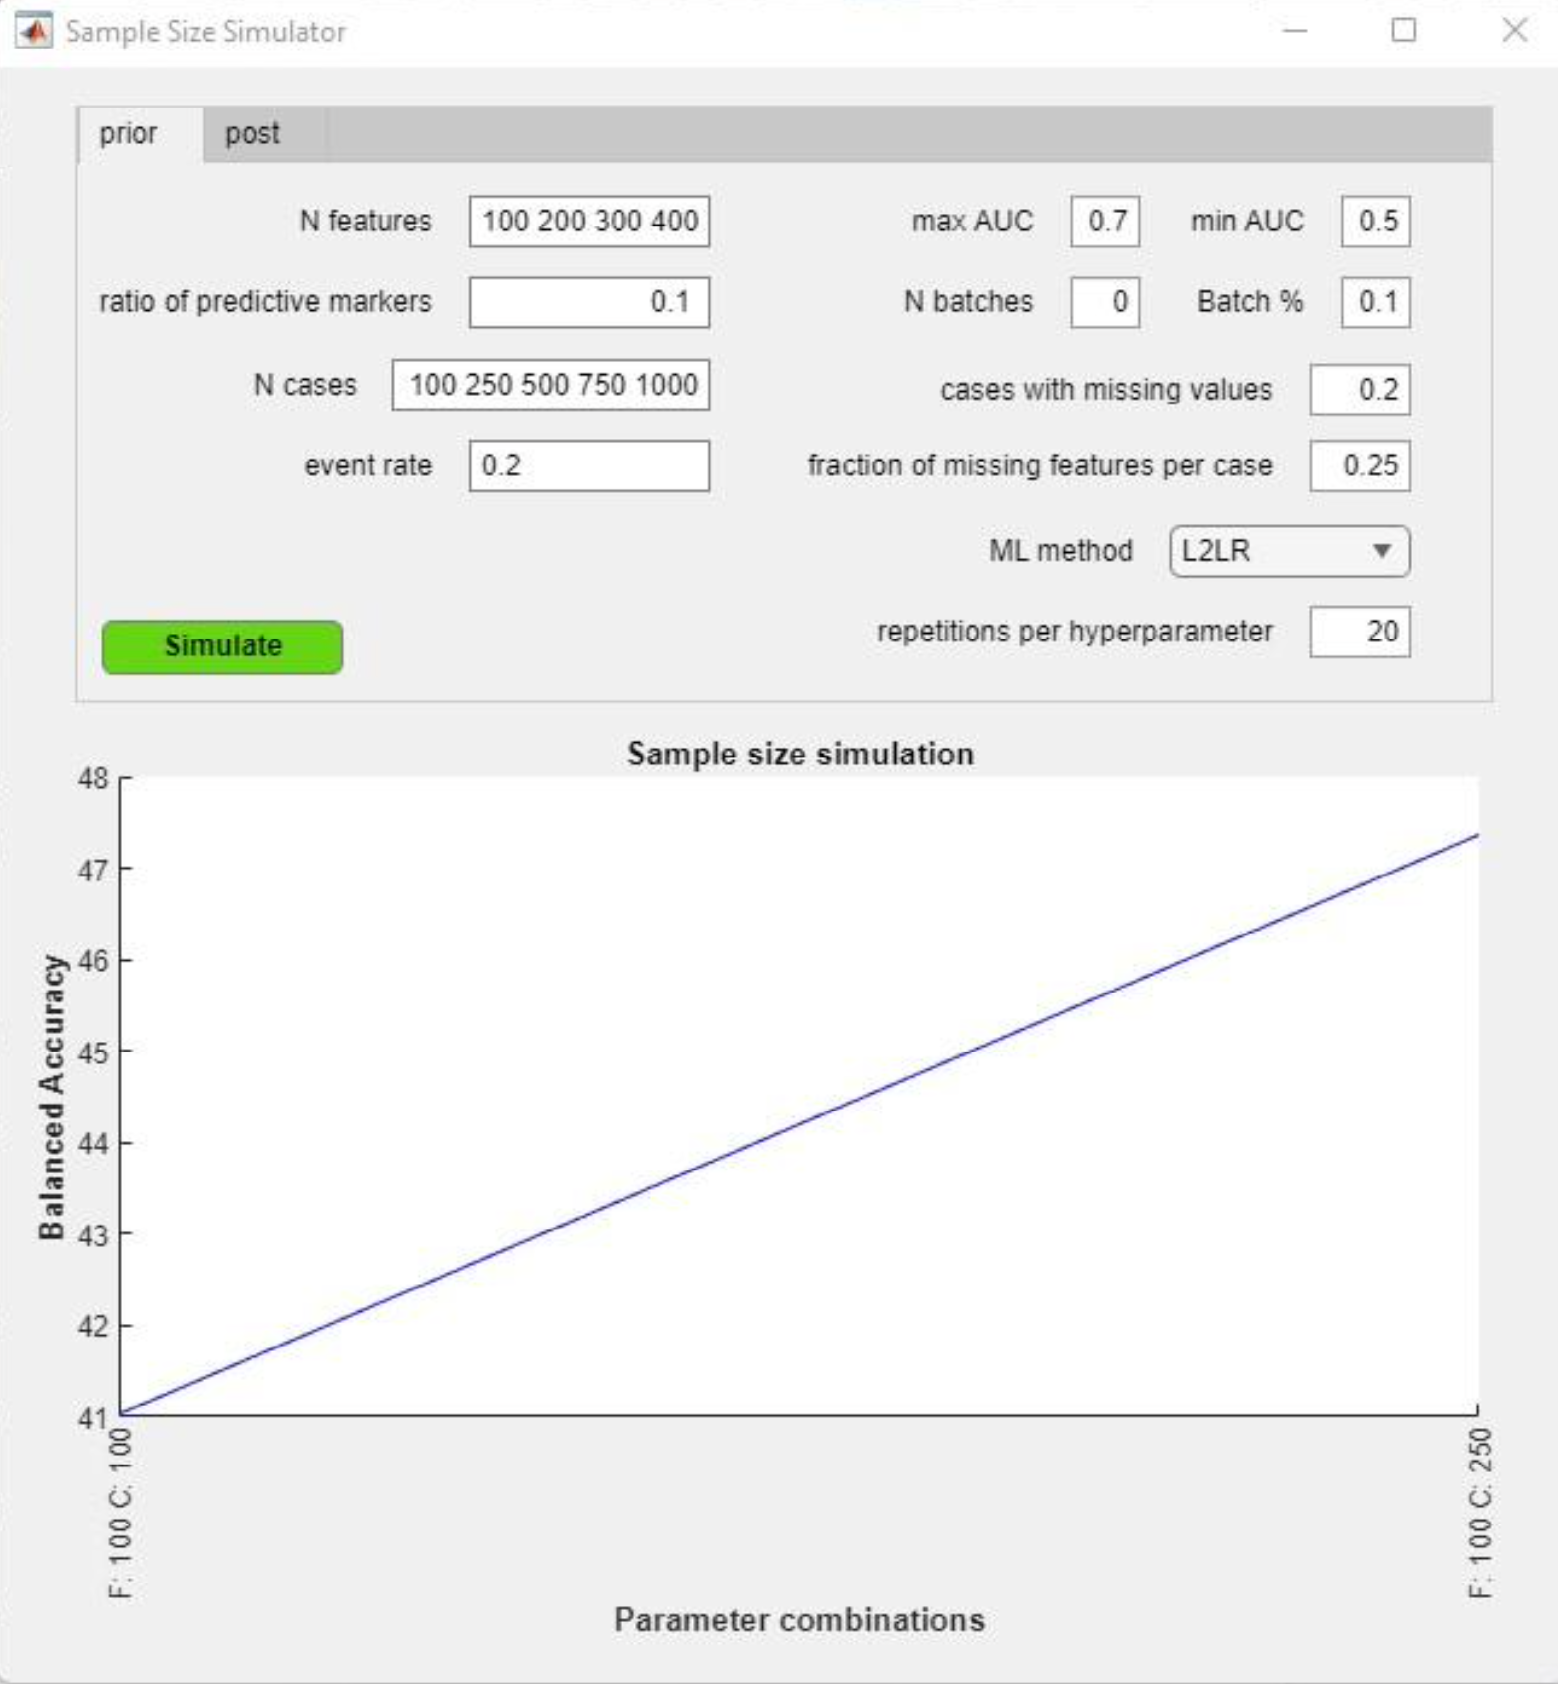 Sample Size Simulator
prior post
N features 100 200 300 400 max AUC 0.7 min AUC 0.5
ratio of predictive markers 0.1 N batches 0 Batch % 0.1
N cases 100 250 500 750 1000 cases with missing values 0.2
event rate 0.2 fraction of missing features per case 0.25
ML method L2LR
Simulate repetitions per hyperparameter 20
Sample size simulation
48
47
46
45
44
43
42
41
Balanced Accuracy
F: 100 C: 100
F: 100 C: 250
Parameter combinations